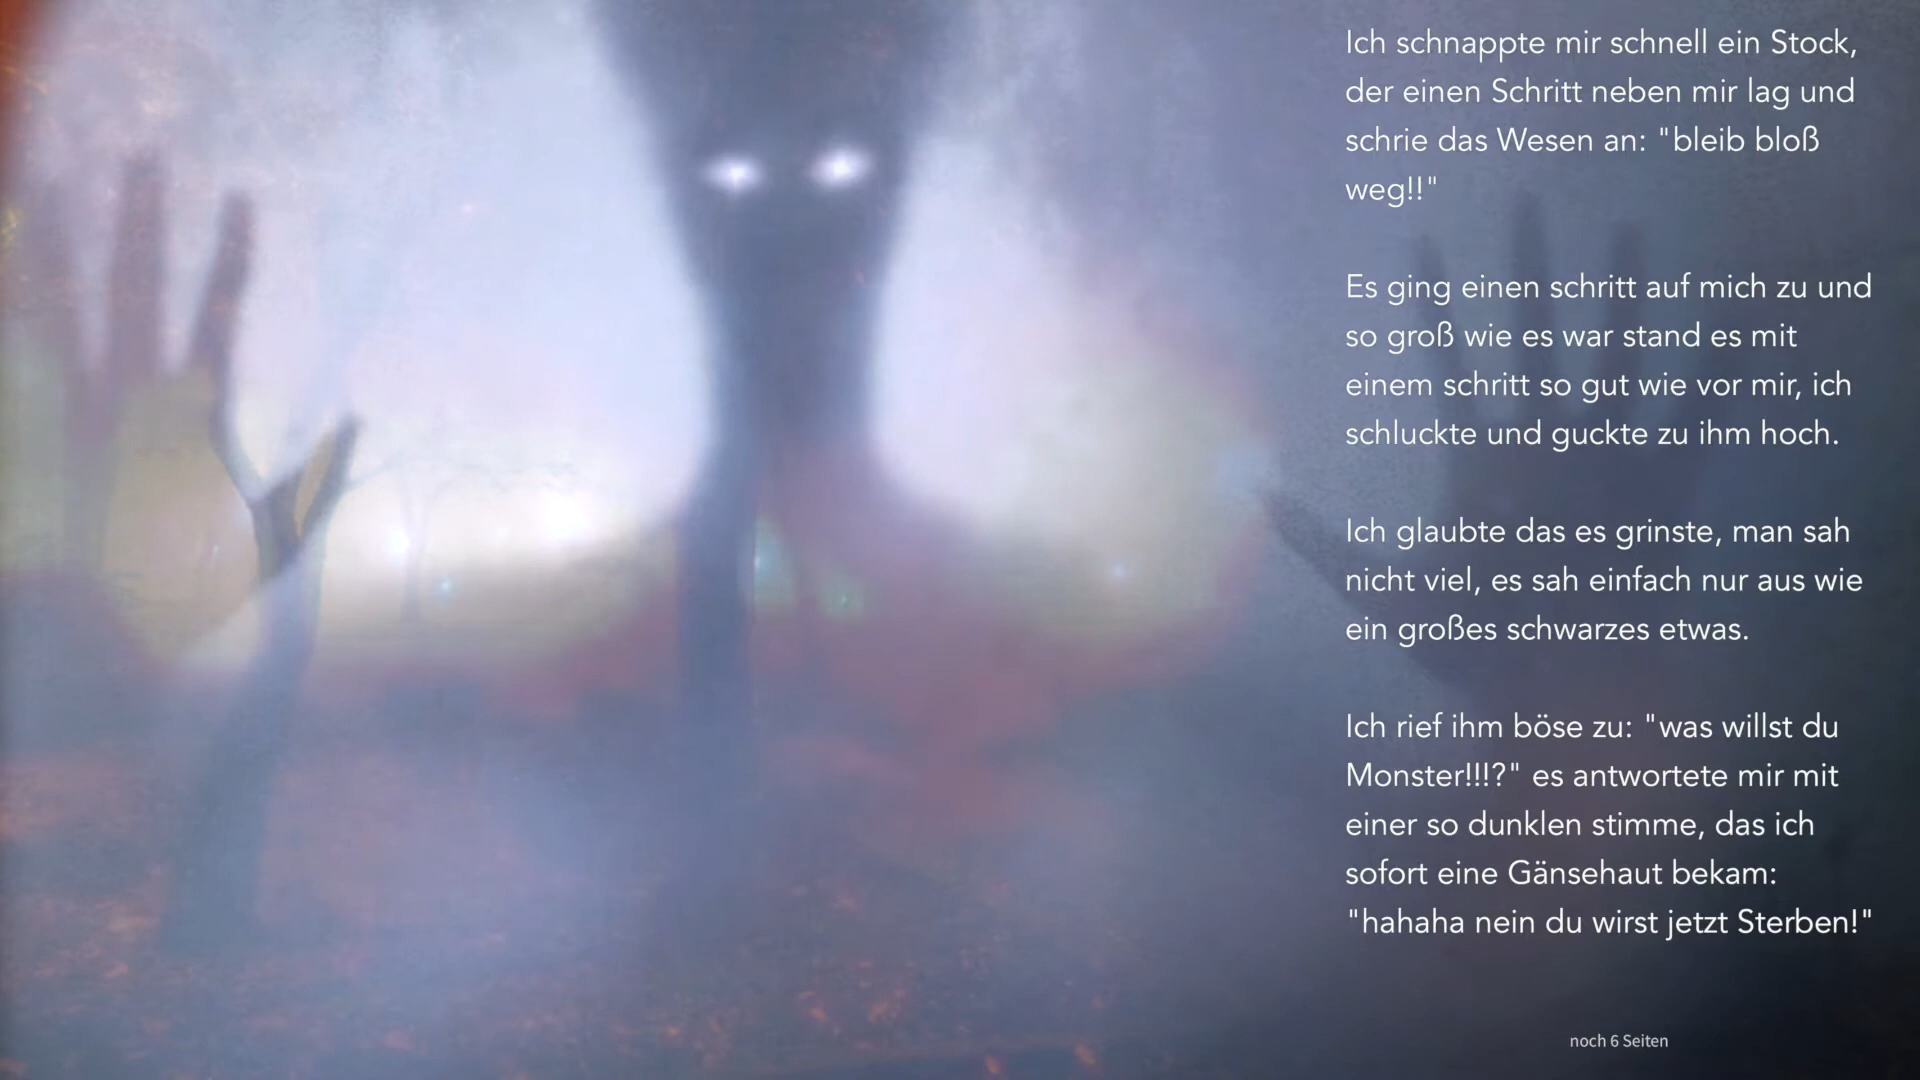 Ich schnappte mir schnell ein Stock,
der einen Schritt neben mir lag und
schrie das Wesen an: "bleib bloß
weg!!"
Es ging einen schritt auf mich zu und
so groß wie es war stand es mit
einem schritt so gut wie vor mir, ich
schluckte und guckte zu ihm hoch.
Ich glaubte das es grinste, man sah
nicht viel, es sah einfach nur aus wie
ein großes schwarzes etwas.
Ich rief ihm böse zu: "was willst du
Monster!!!?" es antwortete mir mit
einer so dunklen stimme, das ich
sofort eine Gänsehaut bekam:
"hahaha nein du wirst jetzt Sterben!"
noch 6 Seiten